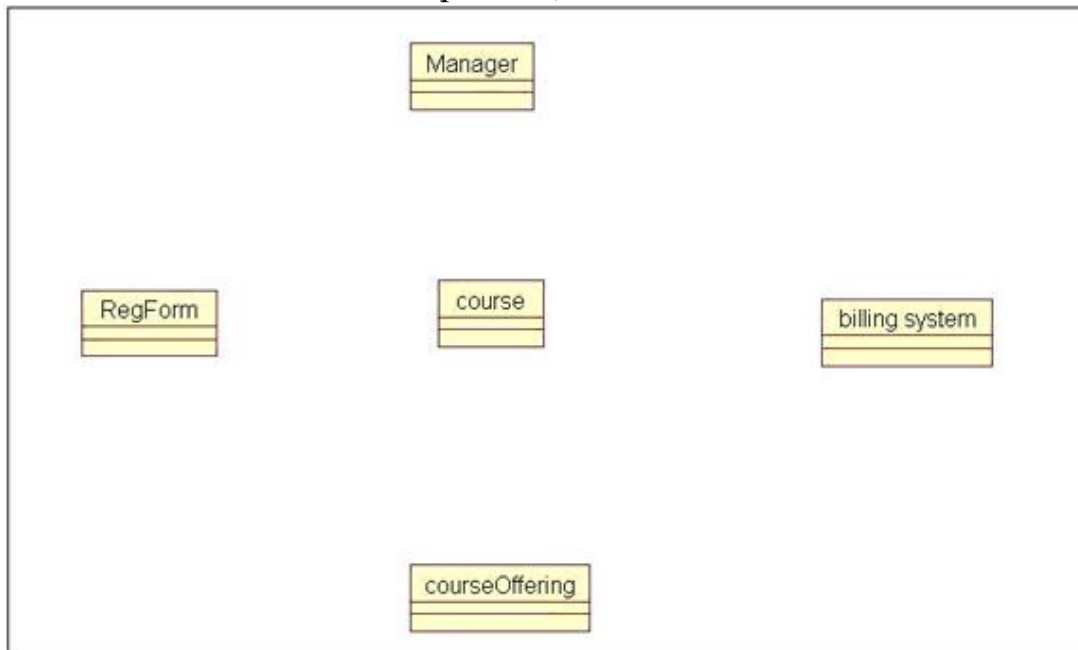 Manager
RegForm
course
billing system
courseOffering